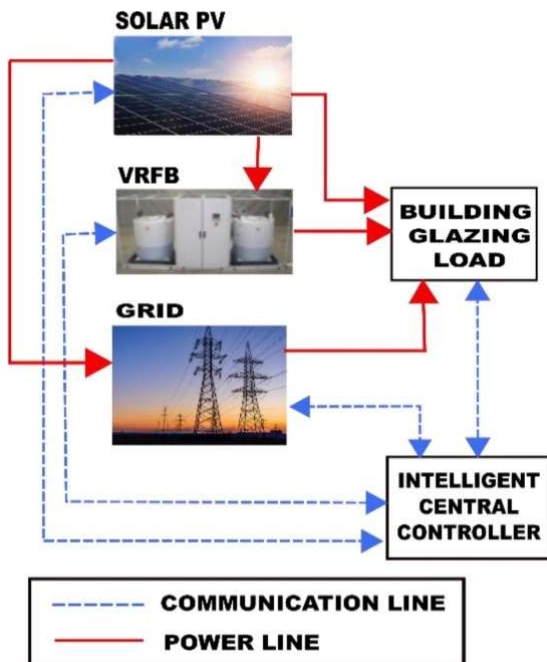 SOLAR PV
VRFB
BUILDING
GLAZING
LOAD
GRID
INTELLIGENT
CENTRAL
CONTROLLER
COMMUNICATION LINE
POWER LINE